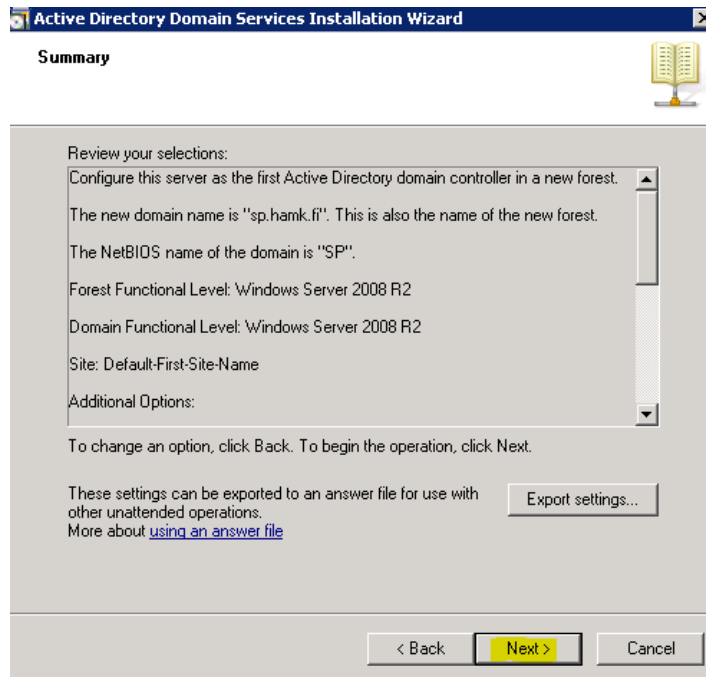 Active Directory Domain Services Installation Wizard
Summary
Review your selections:
Configure this server as the first Active Directory domain controller in a new forest.
The new domain name is "sp.hamk.fi". This is also the name of the new forest.
The NetBIOS name of the domain is "SP".
Forest Functional Level: Windows Server 2008 R2
Domain Functional Level: Windows Server 2008 R2
Site: Default-First-Site-Name
Additional Options:
To change an option, click Back. To begin the operation, click Next.
These settings can be exported to an answer file for use with
other unattended operations.
More about using an answer file
Export settings...
< Back
Next >
Cancel